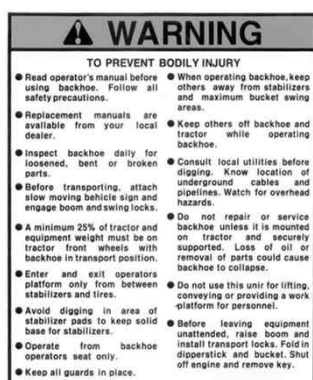 WARNING
TO PREVENT BODILY INJURY
● Read operator's manual before
using backhoe. Follow all
safety precautions.
● Replacement manuals are
available from your local
dealer.
● Inspect backhoe daily for
loosened, bent or broken
parts.
● Before transporting, attach
slow moving behicle sign and
engage boom and swing locks.
● A minimum 25% of tractor and
equipment weight must be on
tractor front wheels with
backhoe in transport position.
● Enter and exit operators
platform only from between
stabilizers and tires.
● Avoid digging in area of
stabilizer pads to keep solid
base for stabilizers.
● Operate from backhoe
operators seat only.
● Keep all guards in place.
● When operating backhoe, keep
others away from stabilizers
and maximum bucket swing
areas.
● Keep others off backhoe and
tractor while operating
backhoe.
● Consult local utilities before
digging. Know location of
underground cables and
pipelines. Watch for overhead
hazards.
● Do not repair or service
backhoe unless it is mounted
on tractor and securely
supported. Loss of oil or
removal of parts could cause
backhoe to collapse.
● Do not use this unir for lifting,
conveying or providing a work
platform for personnel.
● Before leaving equipment
unattended, raise boom and
install transport locks. Fold in
dipperstick and bucket. Shut
off engine and remove key.